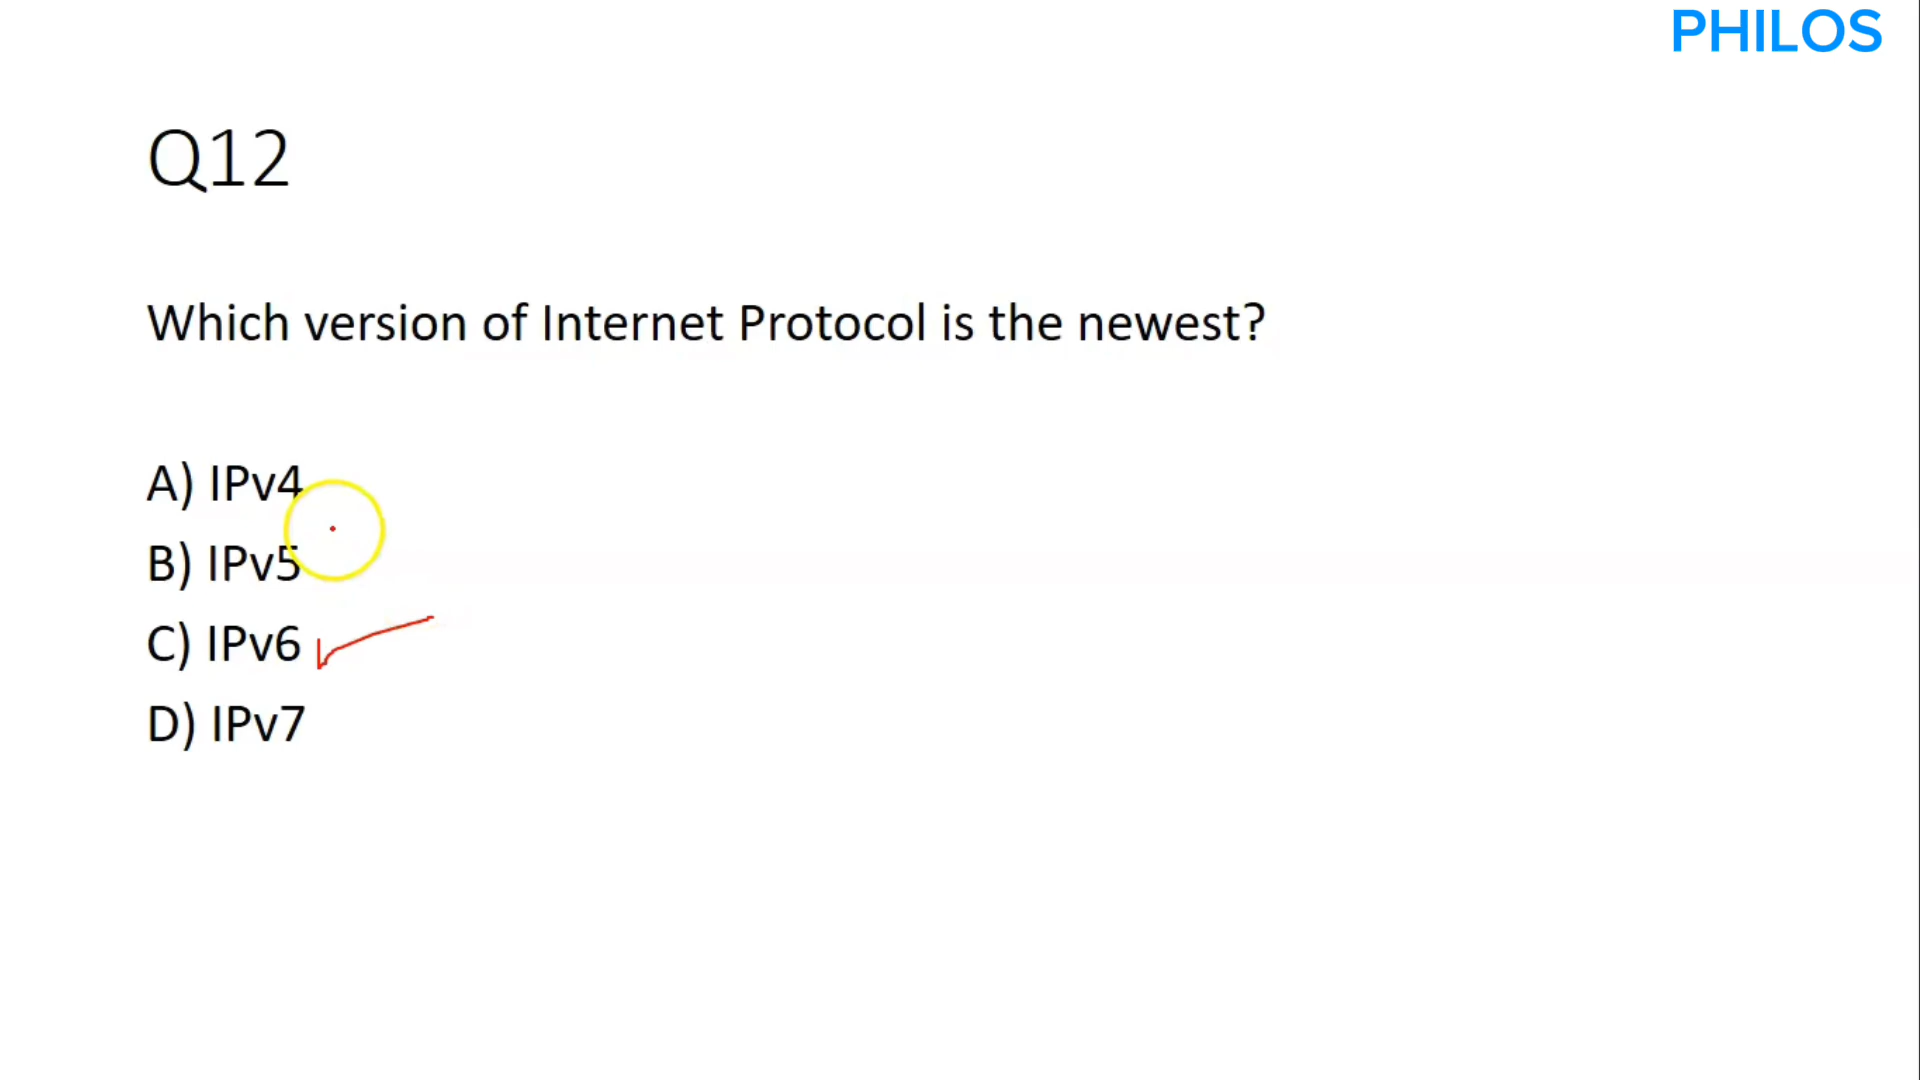 PHILOS
Q12
Which version of Internet Protocol is the newest?
A) IPv4
B) IPv5
C) IPv6
D) IPv7